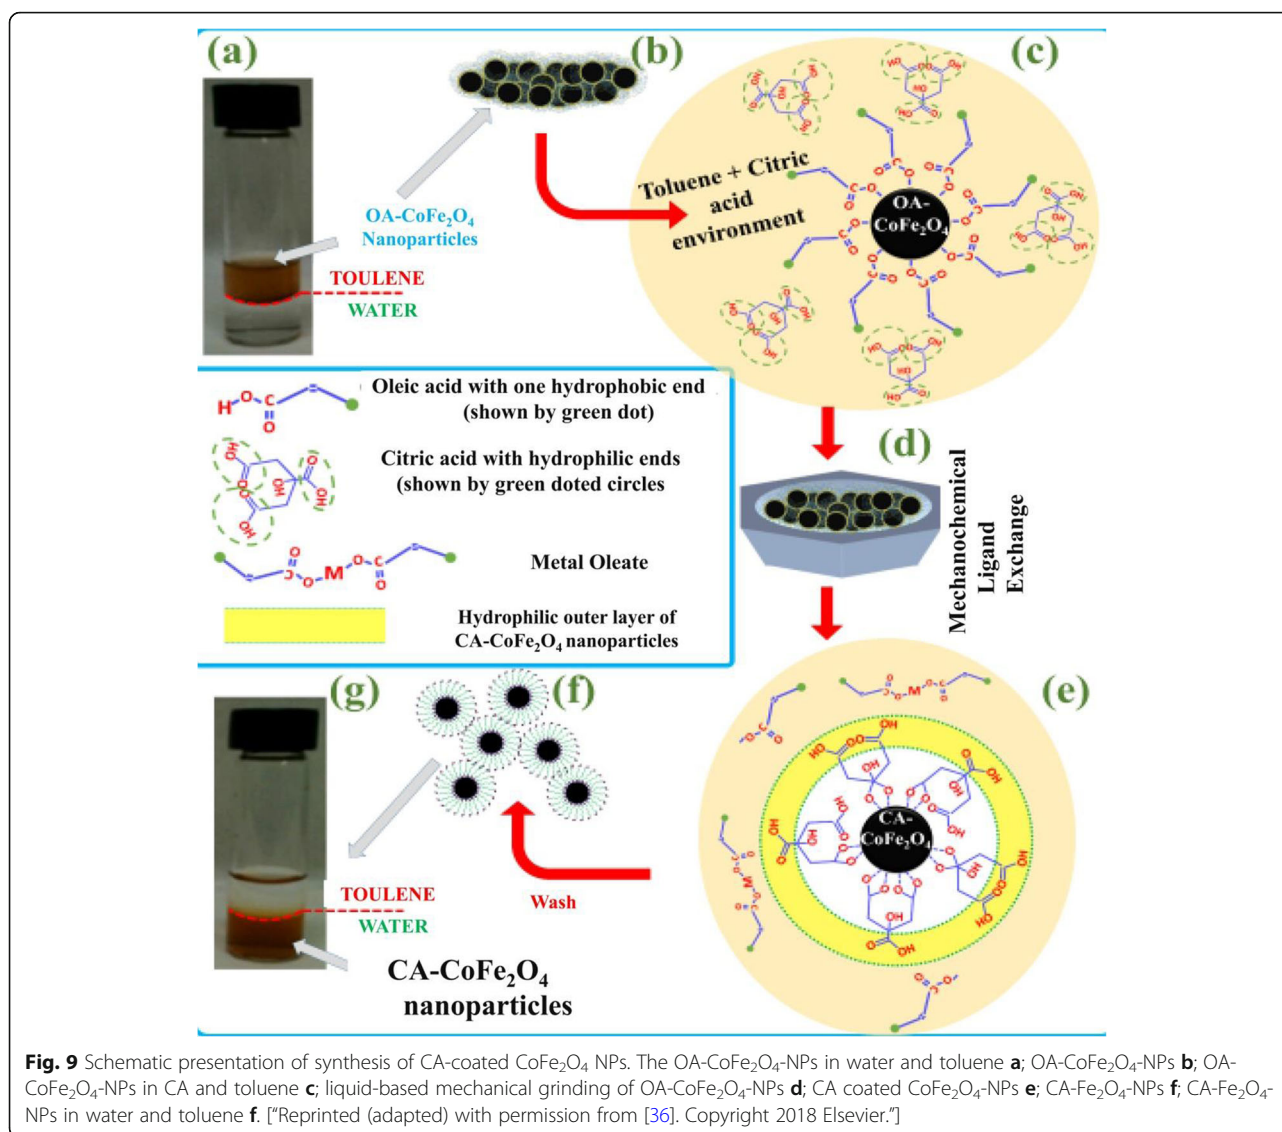 (a)
(b)
(c)
OA-CoFe₂O₄
Nanoparticles
TOULENE
WATER
Toluene + Citric
acid
environment
OA-
CoFe₂O₄
Oleic acid with one hydrophobic end
(shown by green dot)
Citric acid with hydrophilic ends
(shown by green doted circles
Metal Oleate
Hydrophilic outer layer of
CA-CoFe₂O₄ nanoparticles
(d)
Mechanochemical
Ligand
Exchange
(e)
CA-
CoFe₂O₄
(f)
Wash
(g)
TOULENE
WATER
CA-CoFe₂O₄
nanoparticles
Fig. 9 Schematic presentation of synthesis of CA-coated CoFe₂O₄ NPs. The OA-CoFe₂O₄-NPs in water and toluene a; OA-CoFe₂O₄-NPs b; OA-
CoFe₂O₄-NPs in CA and toluene c; liquid-based mechanical grinding of OA-CoFe₂O₄-NPs d; CA coated CoFe₂O₄-NPs e; CA-Fe₂O₄-NPs f; CA-Fe₂O₄-
NPs in water and toluene f. ["Reprinted (adapted) with permission from [36]. Copyright 2018 Elsevier."]